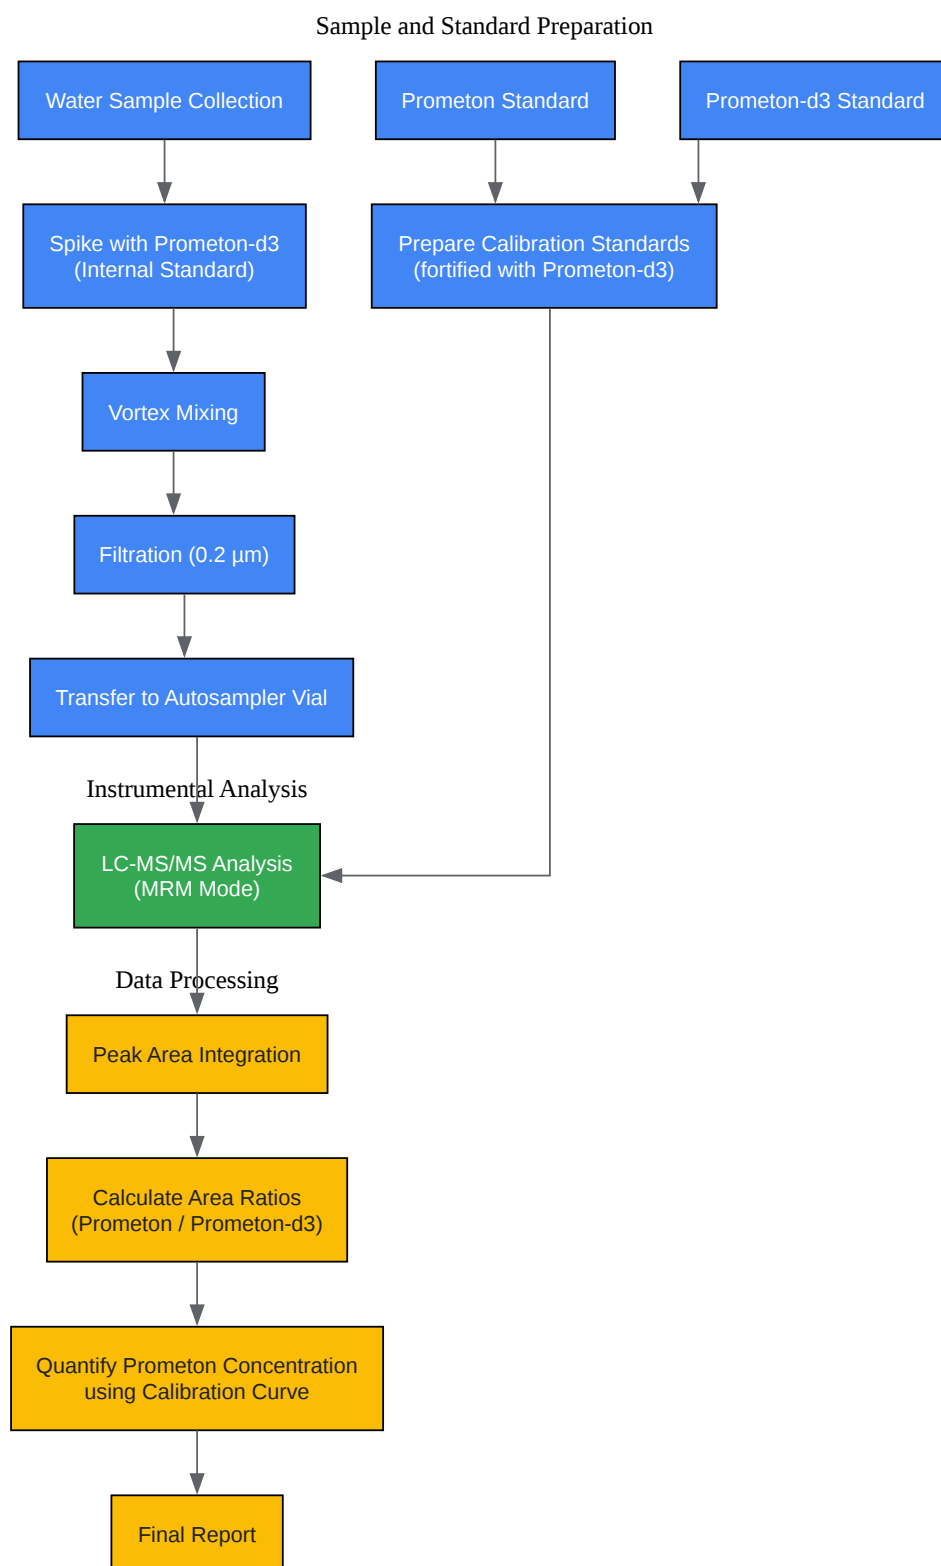 Sample and Standard Preparation
Water Sample Collection
Prometon Standard
Prometon-d3 Standard
Spike with Prometon-d3
(Internal Standard)
Prepare Calibration Standards
(fortified with Prometon-d3)
Vortex Mixing
Filtration (0.2 µm)
Transfer to Autosampler Vial
Instrumental Analysis
LC-MS/MS Analysis
(MRM Mode)
Data Processing
Peak Area Integration
Calculate Area Ratios
(Prometon / Prometon-d3)
Quantify Prometon Concentration
using Calibration Curve
Final Report